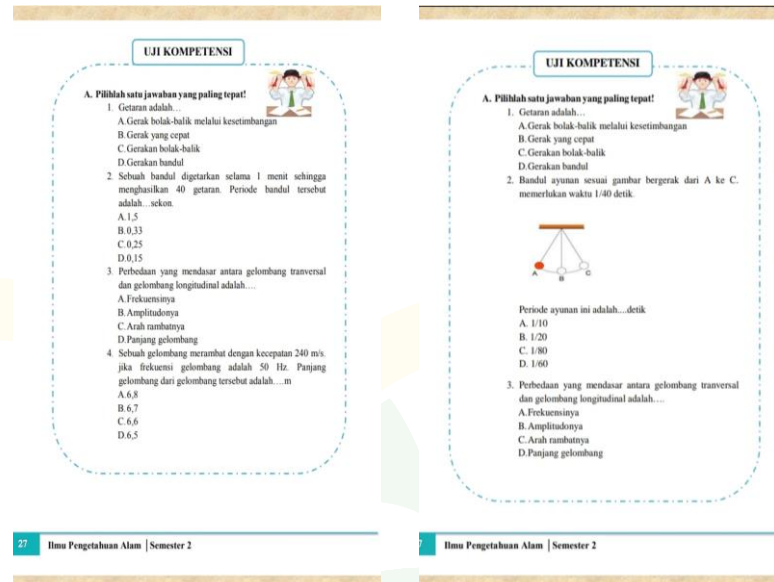 UJI KOMPETENSI
A. Pilihlah satu jawaban yang paling tepat!
1. Getaran adalah…
A.Gerak bolak-balik melalui kesetimbangan
B.Gerak yang cepat
C.Gerakan bolak-balik
D.Gerakan bandul
2. Sebuah bandul digetarkan selama 1 menit sehingga
menghasilkan 40 getaran. Periode bandul tersebut
adalah…sekon.
A.1,5
B.0,33
C.0,25
D.0,15
3. Perbedaan yang mendasar antara gelombang tranversal
dan gelombang longitudinal adalah….
A.Frekuensinya
B.Amplitudonya
C.Arah rambatnya
D.Panjang gelombang
4. Sebuah gelombang merambat dengan kecepatan 240 m/s.
jika frekuensi gelombang adalah 50 Hz. Panjang
gelombang dari gelombang tersebut adalah….m
A.6,8
B.6,7
C.6,6
D.6,5
27 Ilmu Pengetahuan Alam | Semester 2
UJI KOMPETENSI
A. Pilihlah satu jawaban yang paling tepat!
1. Getaran adalah…
A.Gerak bolak-balik melalui kesetimbangan
B.Gerak yang cepat
C.Gerakan bolak-balik
D.Gerakan bandul
2. Bandul ayunan sesuai gambar bergerak dari A ke C.
memerlukan waktu 1/40 detik.
A
B
C
Periode ayunan ini adalah....detik
A. 1/10
B. 1/20
C. 1/80
D. 1/60
3. Perbedaan yang mendasar antara gelombang tranversal
dan gelombang longitudinal adalah….
A.Frekuensinya
B.Amplitudonya
C.Arah rambatnya
D.Panjang gelombang
7 Ilmu Pengetahuan Alam | Semester 2